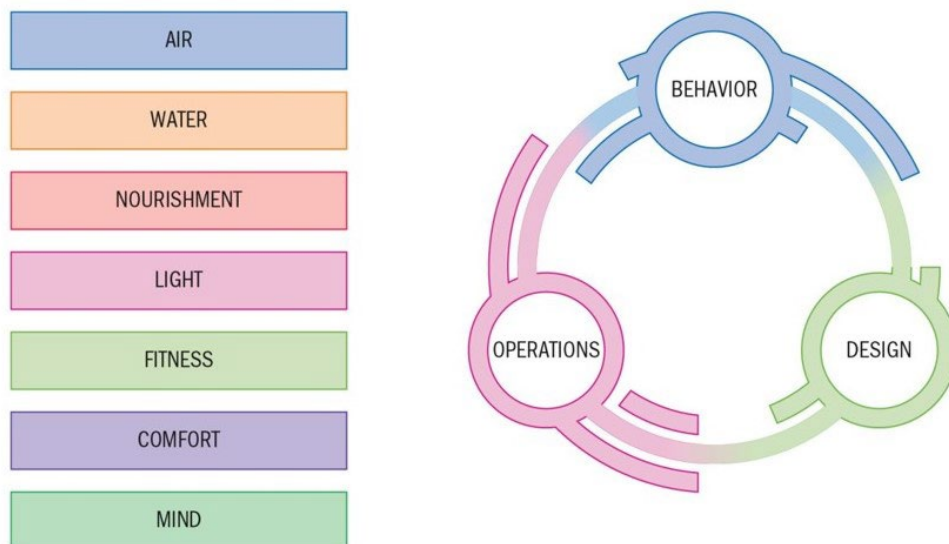 AIR
WATER
NOURISHMENT
LIGHT
FITNESS
COMFORT
MIND
BEHAVIOR
OPERATIONS
DESIGN